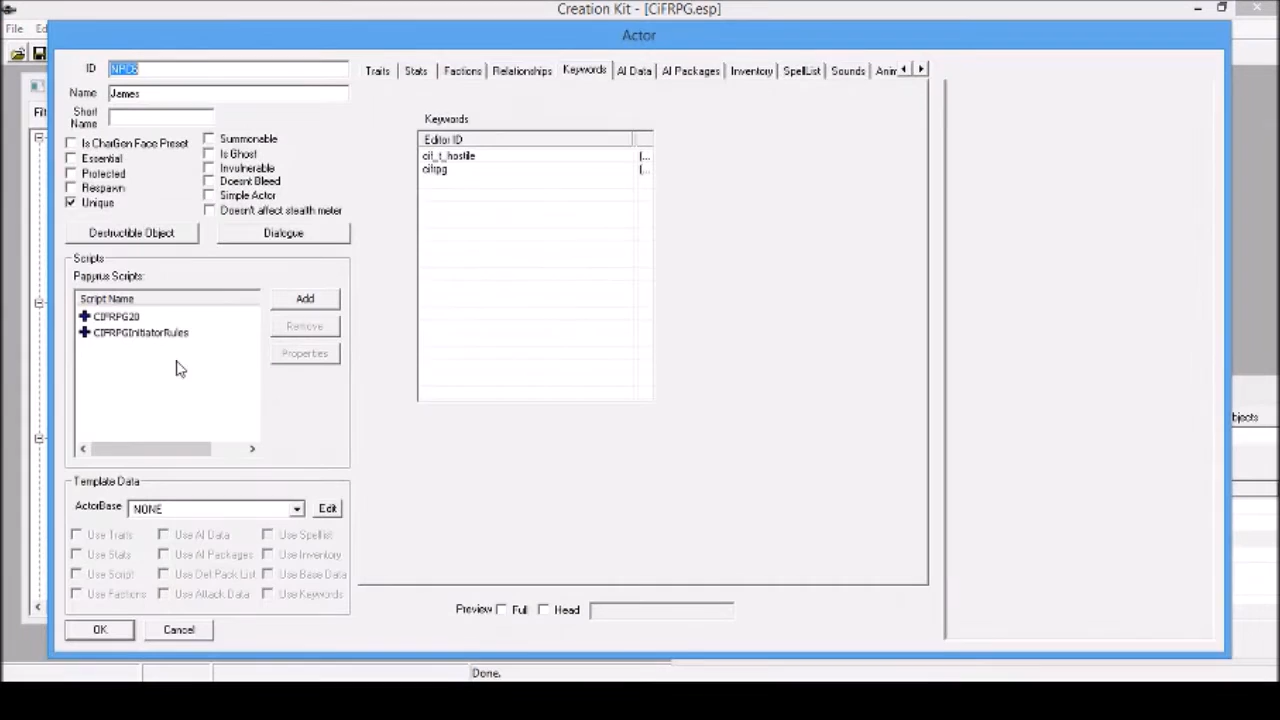 Creation Kit - [CiFRPG.esp]
File Ed
Actor
ID NPC6
Name James
Short Name
Is CharGen Face Preset
Essential
Protected
Respawn
Unique
Summonable
Is Ghost
Invulnerable
Doesnt Bleed
Simple Actor
Doesn't affect stealth meter
Destructible Object
Dialogue
Scripts
Papyrus Scripts:
Script Name
CIFRPG20
CIFRPGInitiatorRules
Add
Remove
Properties
Template Data
ActorBase NONE Edit
Use Traits Use AI Data Use Spellist
Use Stats Use AI Packages Use Inventory
Use Script Use Def Pack List Use Base Data
Use Factions Use Attack Data Use Keywords
OK Cancel
Traits Stats Factions Relationships Keywords AI Data AI Packages Inventory SpellList Sounds Anim
Keywords
Editor ID
cif_t_hostile (...
cifrpg (...
Preview Full Head
Done.
bjects